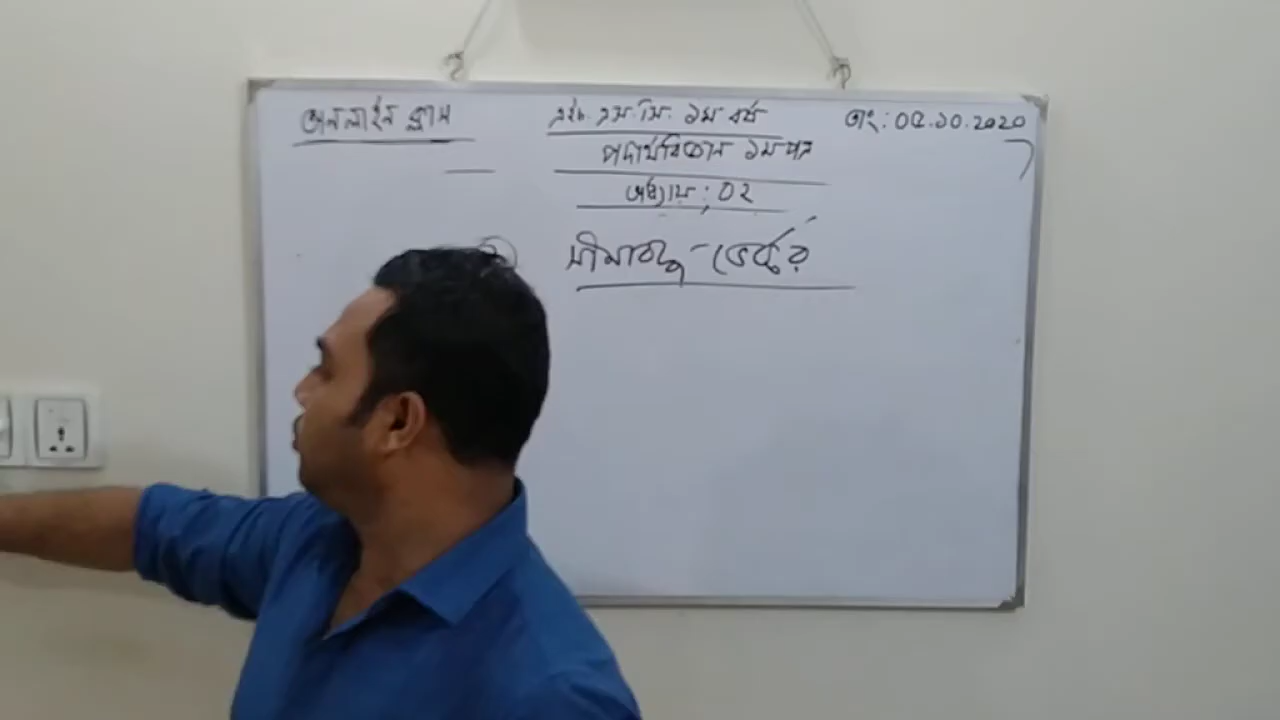 অনলাইন ক্লাস
এইচ.এস.সি. ১ম বর্ষ
তাং: ০৫.১০.২০২০
পদার্থবিজ্ঞান ১ম পত্র
অধ্যায় : ০২
সীমাবদ্ধ ভেক্টর